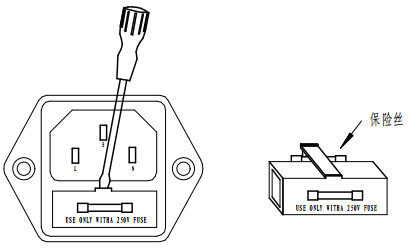 保险丝
E
L
N
USE ONLY WITHA 250V FUSE
USE ONLY WITHA 250V FUSE